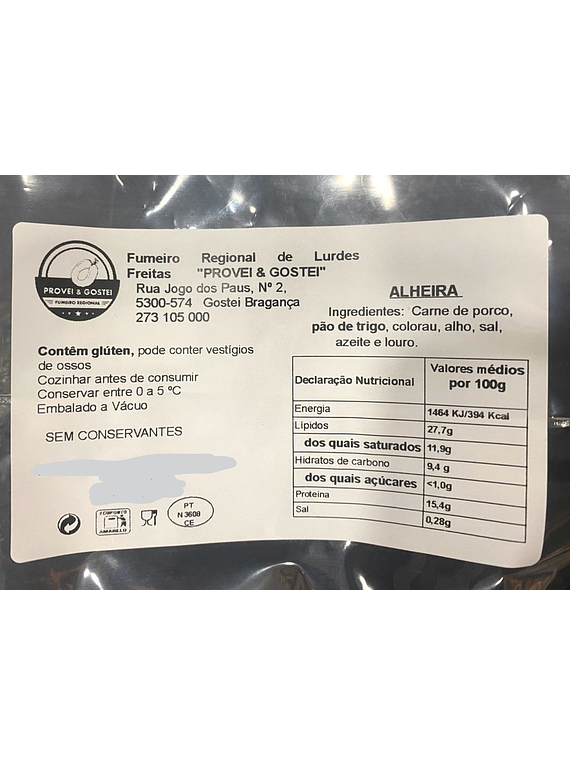 PROVEI & GOSTEI
FUMEIRO REGIONAL
Fumeiro Regional de Lurdes
Freitas "PROVEI & GOSTEI"
Rua Jogo dos Paus, Nº 2,
5300-574 Gostei Bragança
273 105 000
Contêm glúten, pode conter vestígios
de ossos
Cozinhar antes de consumir
Conservar entre 0 a 5 ºC
Embalado a Vácuo
SEM CONSERVANTES
AMARELO
PT
N 3608
CE
ALHEIRA
Ingredientes: Carne de porco,
pão de trigo, colorau, alho, sal,
azeite e louro.
Declaração Nutricional Valores médios
por 100g
Energia 1464 KJ/394 Kcal
Lípidos 27,7g
dos quais saturados 11,9g
Hidratos de carbono 9,4 g
dos quais açúcares <1,0g
Proteína 15,4g
Sal 0,28g